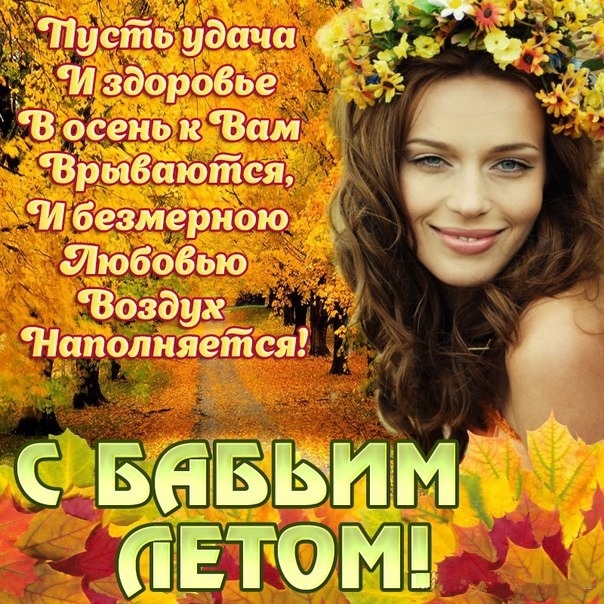 Пусть удача
И здоровье
В осень к Вам
Врываются,
И безмерною
Любовью
Воздух
Наполняется!
С БАБЬИМ
ЛЕТОМ!